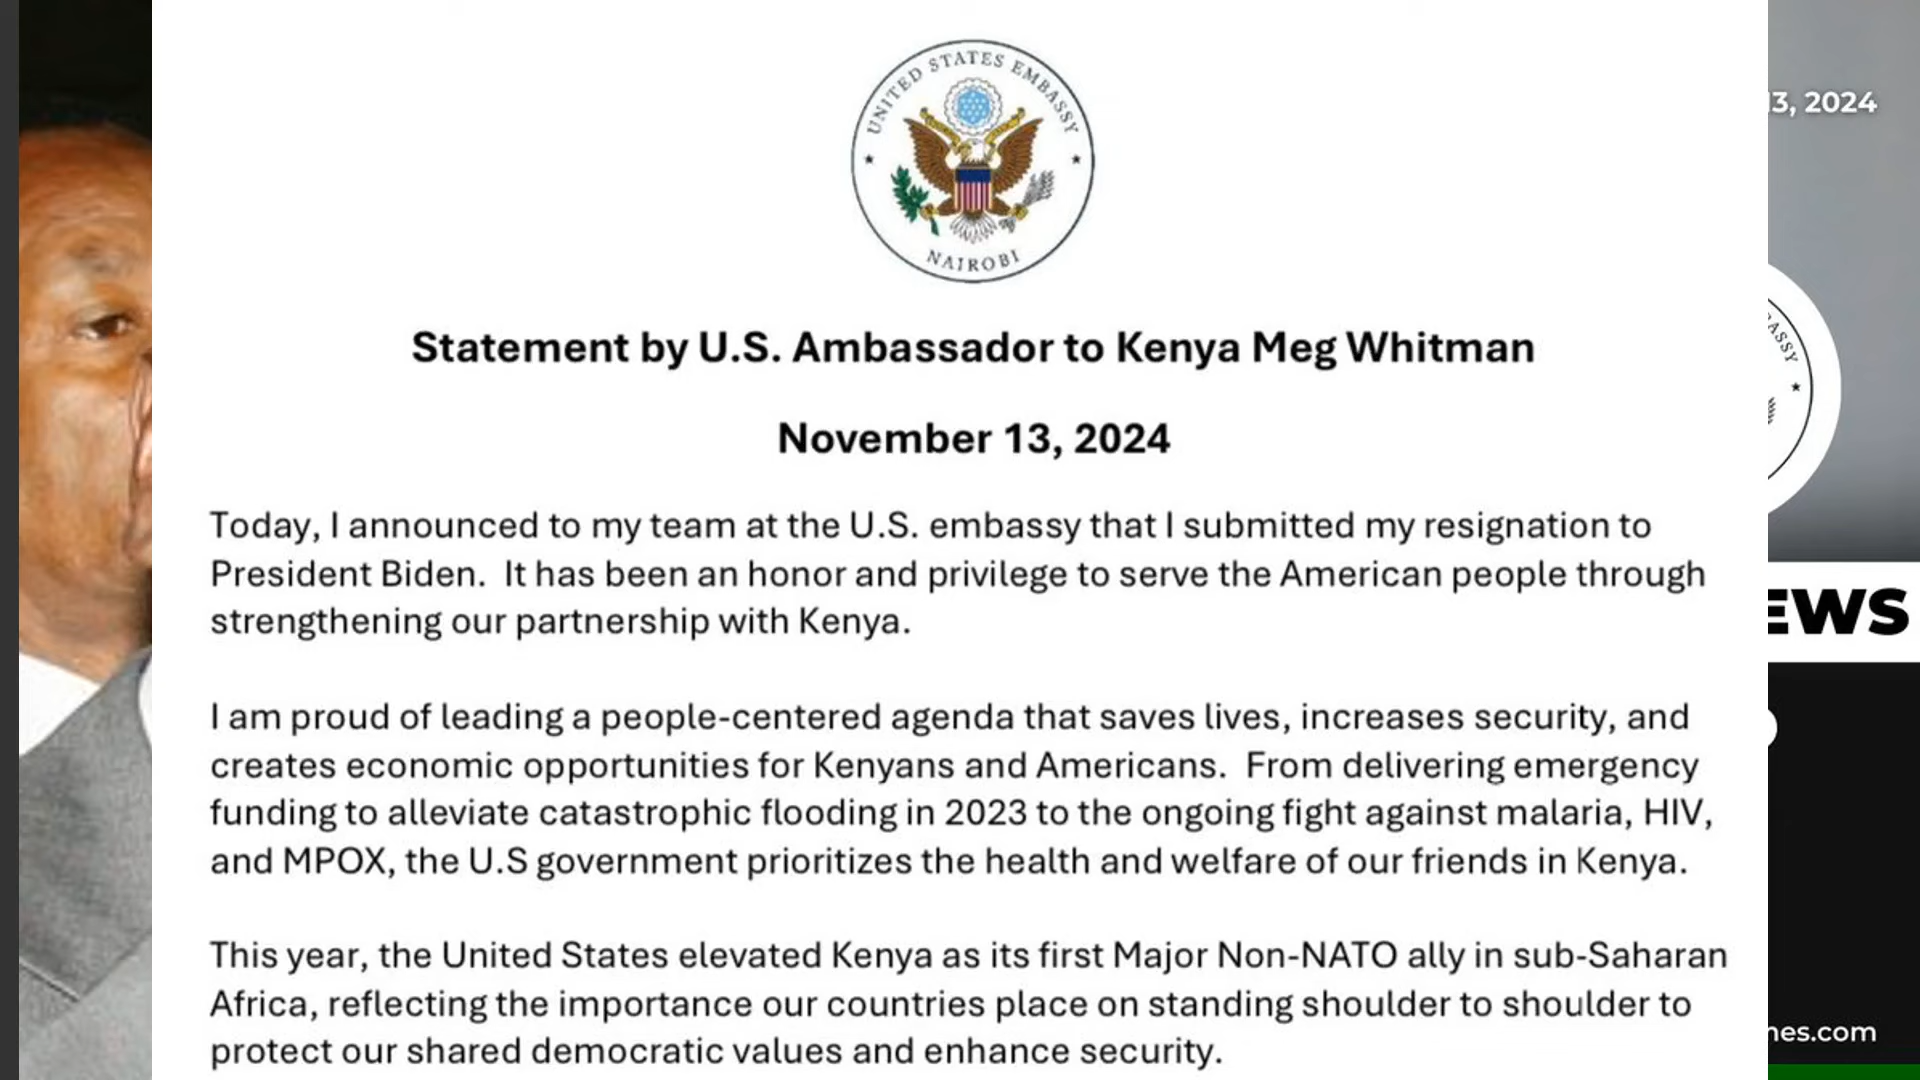 UNITED STATES EMBASSY
NAIROBI
Statement by U.S. Ambassador to Kenya Meg Whitman
November 13, 2024
Today, I announced to my team at the U.S. embassy that I submitted my resignation to
President Biden.  It has been an honor and privilege to serve the American people through
strengthening our partnership with Kenya.
I am proud of leading a people-centered agenda that saves lives, increases security, and
creates economic opportunities for Kenyans and Americans.  From delivering emergency
funding to alleviate catastrophic flooding in 2023 to the ongoing fight against malaria, HIV,
and MPOX, the U.S government prioritizes the health and welfare of our friends in Kenya.
This year, the United States elevated Kenya as its first Major Non-NATO ally in sub-Saharan
Africa, reflecting the importance our countries place on standing shoulder to shoulder to
protect our shared democratic values and enhance security.
13, 2024
ASSY
EWS
mes.com